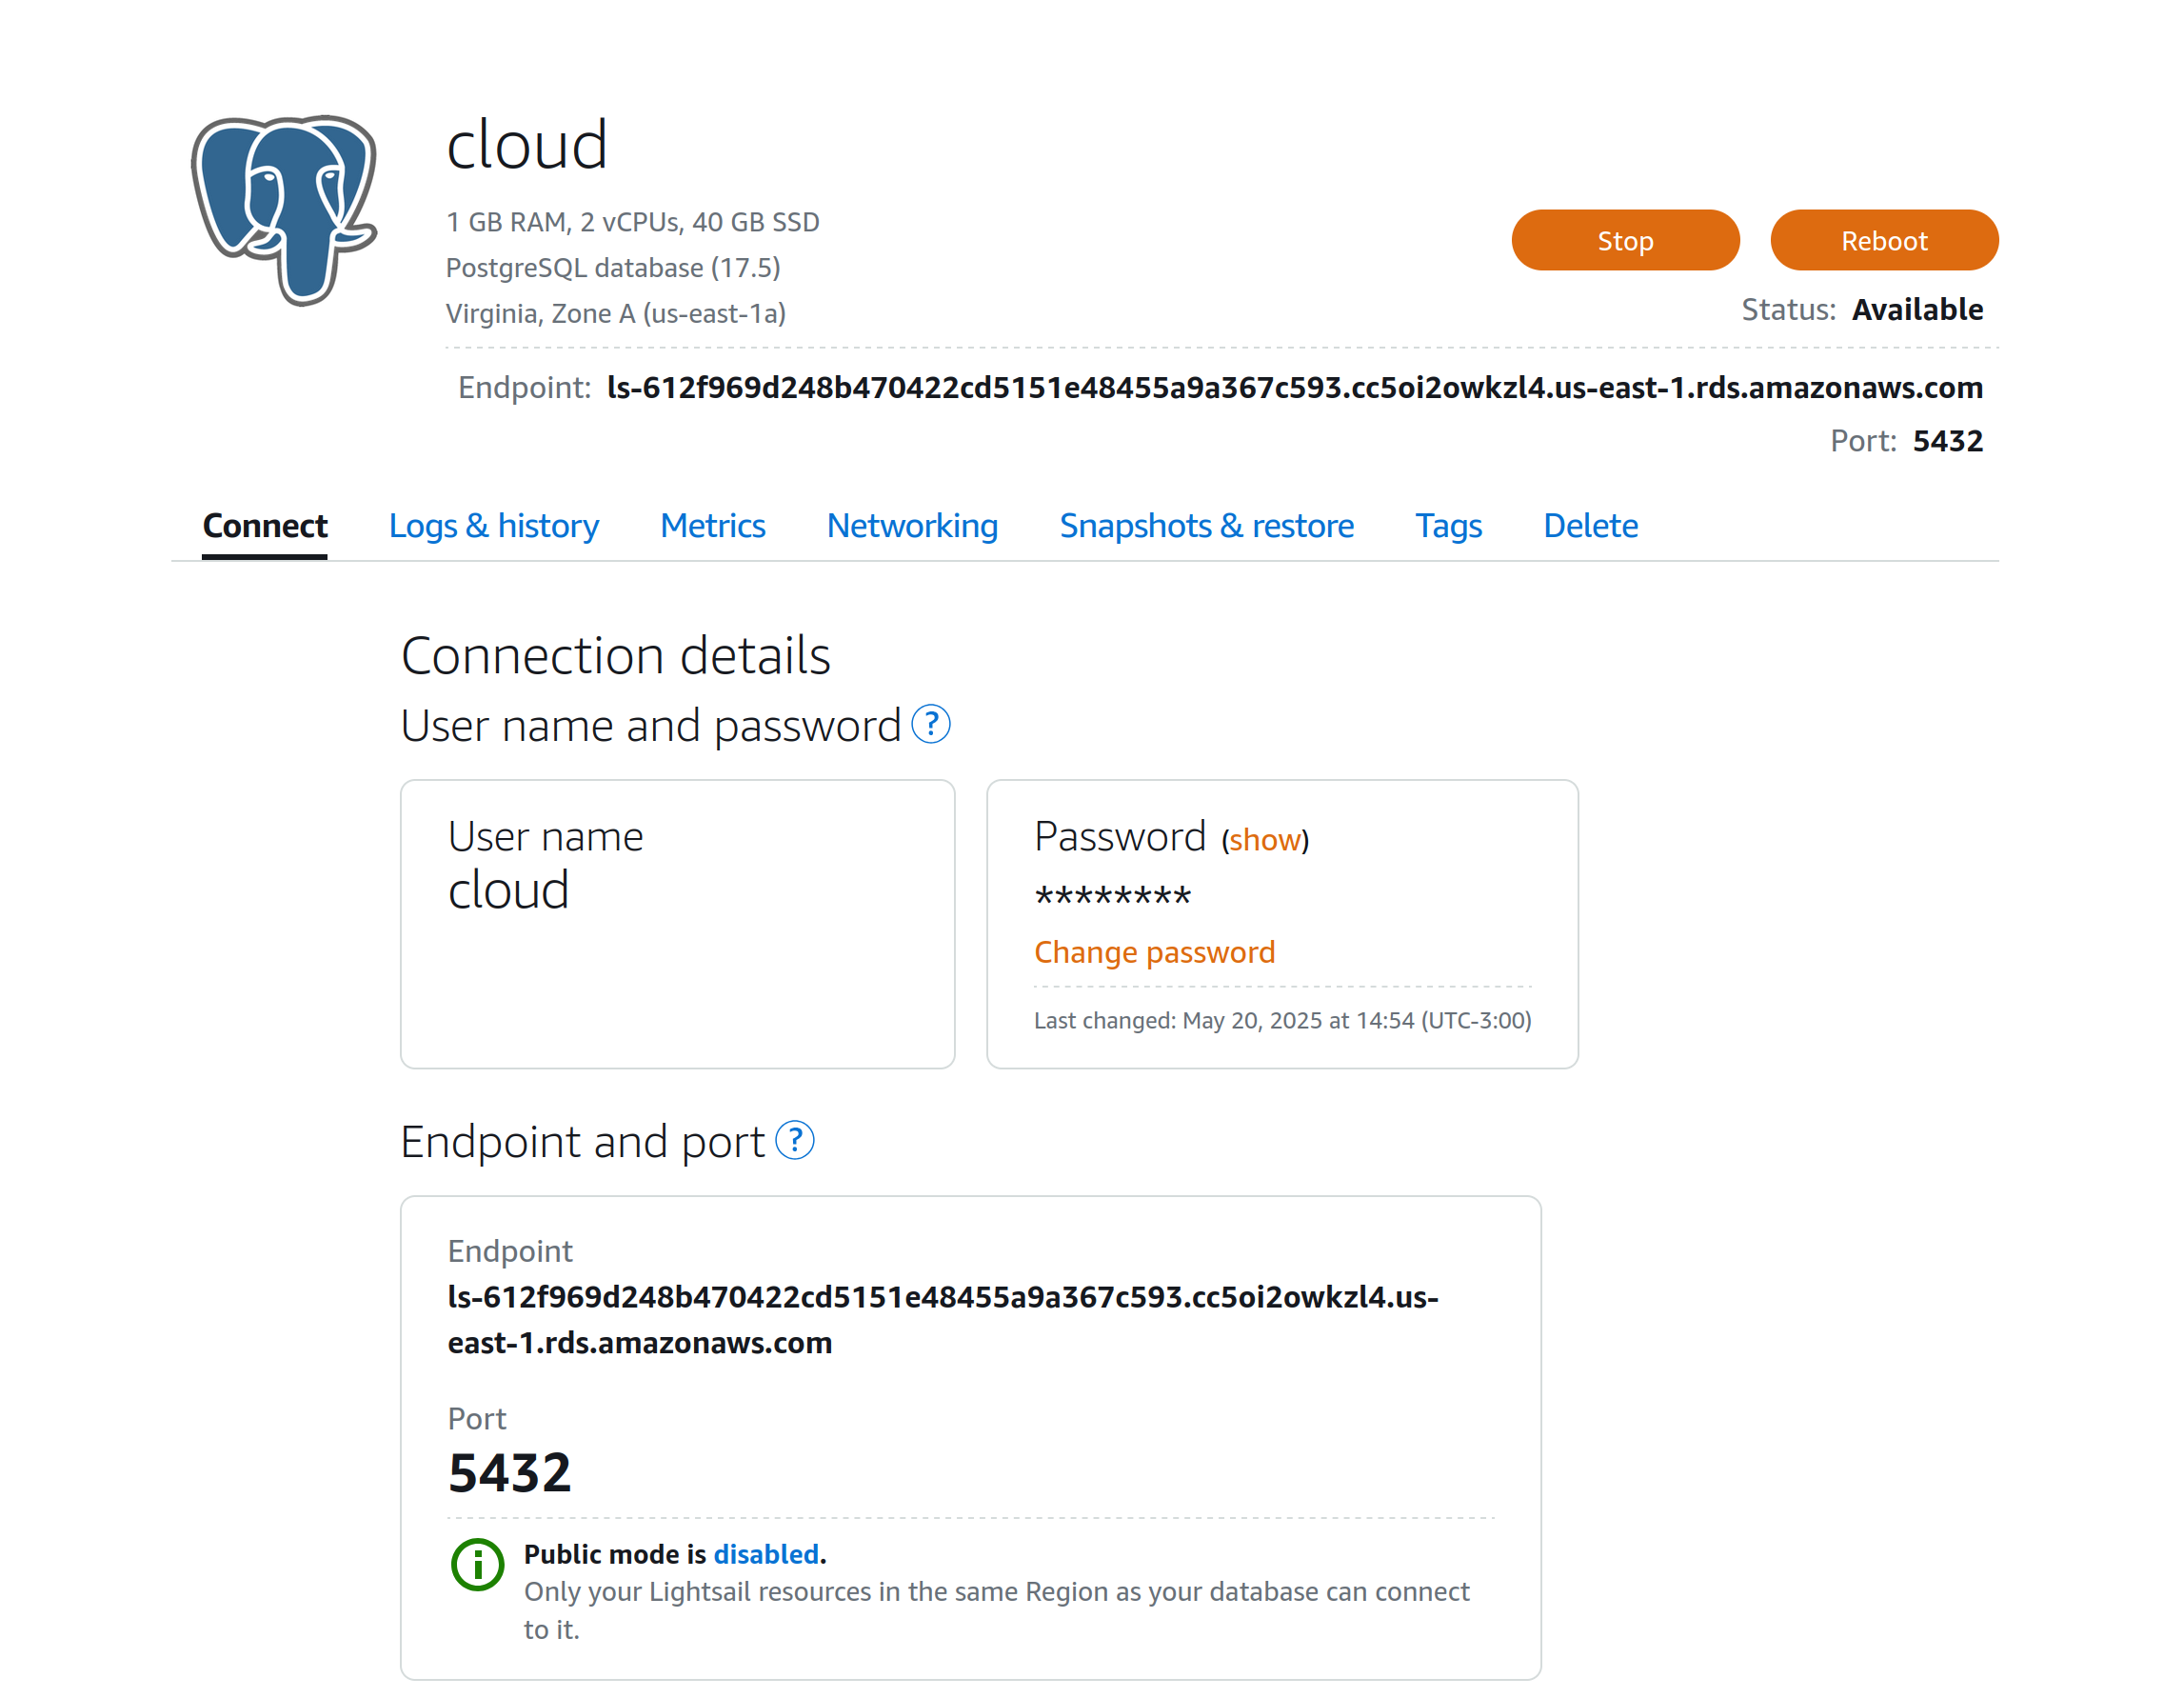 cloud
1 GB RAM, 2 vCPUs, 40 GB SSD
PostgreSQL database (17.5)
Virginia, Zone A (us-east-1a)
Stop
Reboot
Status: Available
Endpoint: ls-612f969d248b470422cd5151e48455a9a367c593.cc5oi2owkzl4.us-east-1.rds.amazonaws.com
Port: 5432
Connect Logs & history Metrics Networking Snapshots & restore Tags Delete
Connection details
User name and password ?
User name
cloud
Password (show)
********
Change password
Last changed: May 20, 2025 at 14:54 (UTC-3:00)
Endpoint and port ?
Endpoint
ls-612f969d248b470422cd5151e48455a9a367c593.cc5oi2owkzl4.us-
east-1.rds.amazonaws.com
Port
5432
Public mode is disabled.
Only your Lightsail resources in the same Region as your database can connect
to it.